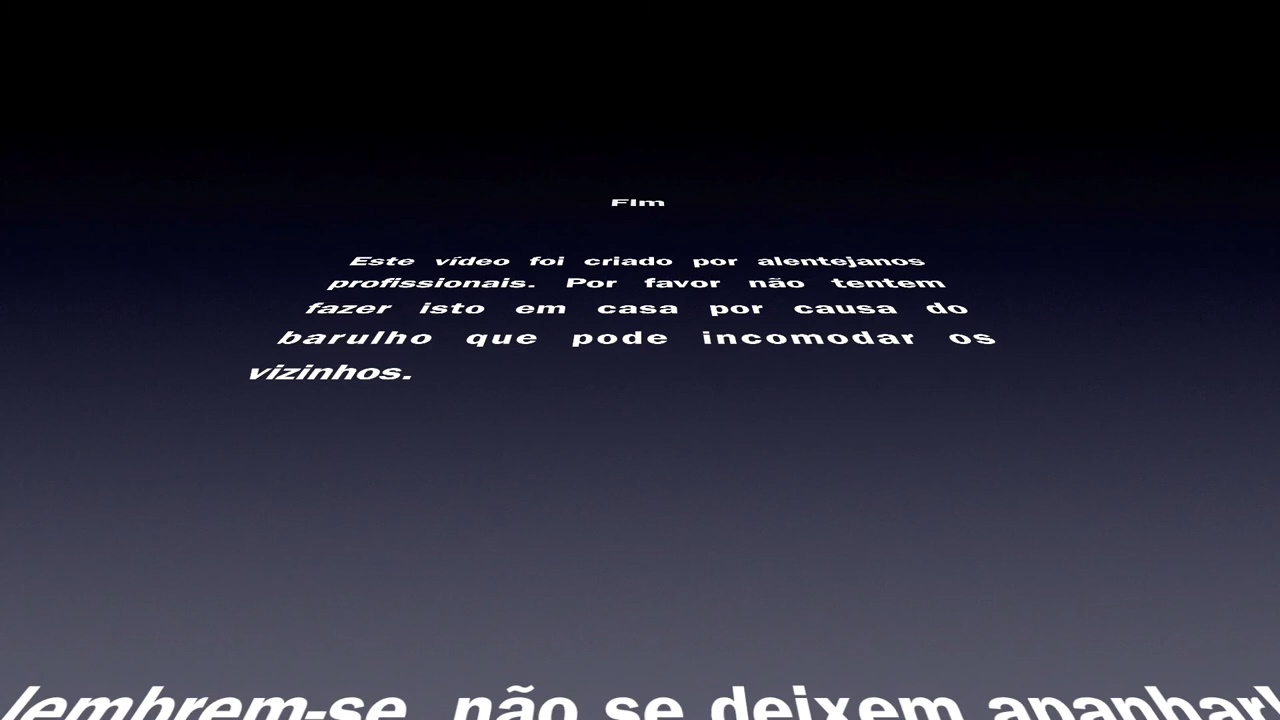 FIm
Este vídeo foi criado por alentejanos
profissionais. Por favor não tentem
fazer isto em casa por causa do
barulho que pode incomodar os
vizinhos.
lembrem-se não se deixem apanhar!